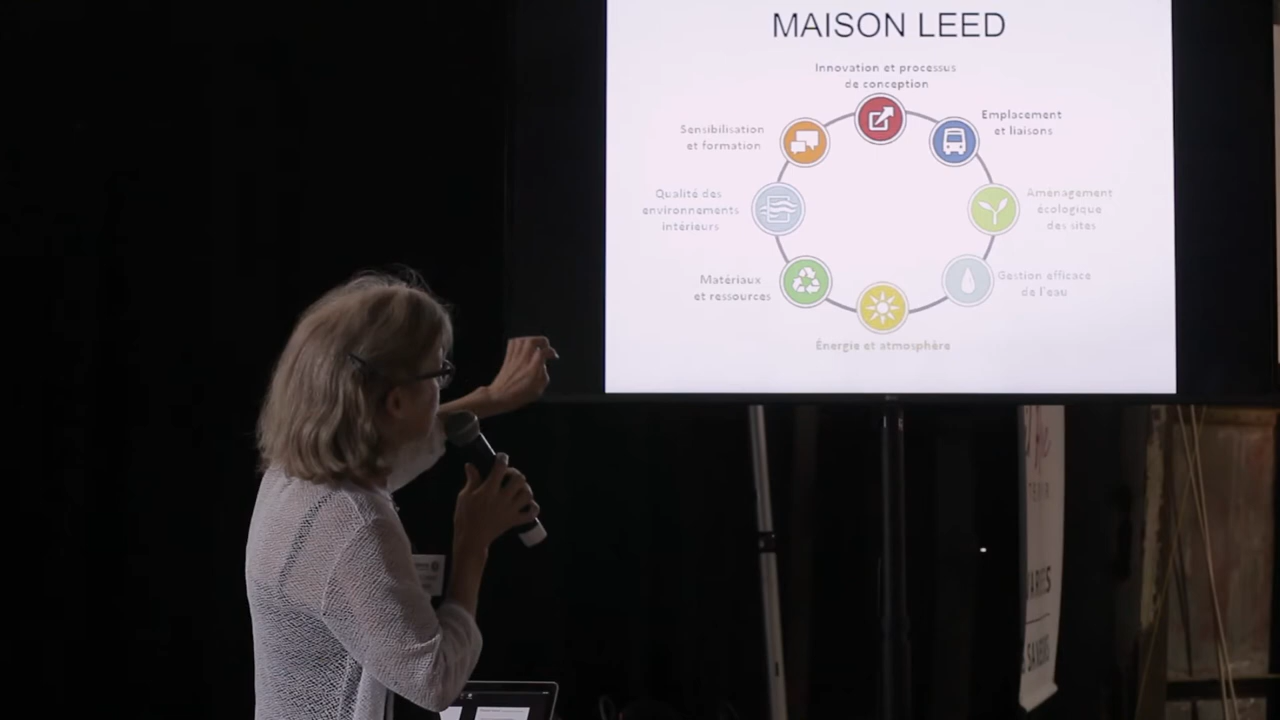 MAISON LEED
Innovation et processus
de conception
Emplacement
et liaisons
Aménagement
écologique
des sites
Gestion efficace
de l'eau
Énergie et atmosphère
Matériaux
et ressources
Qualité des
environnements
intérieurs
Sensibilisation
et formation